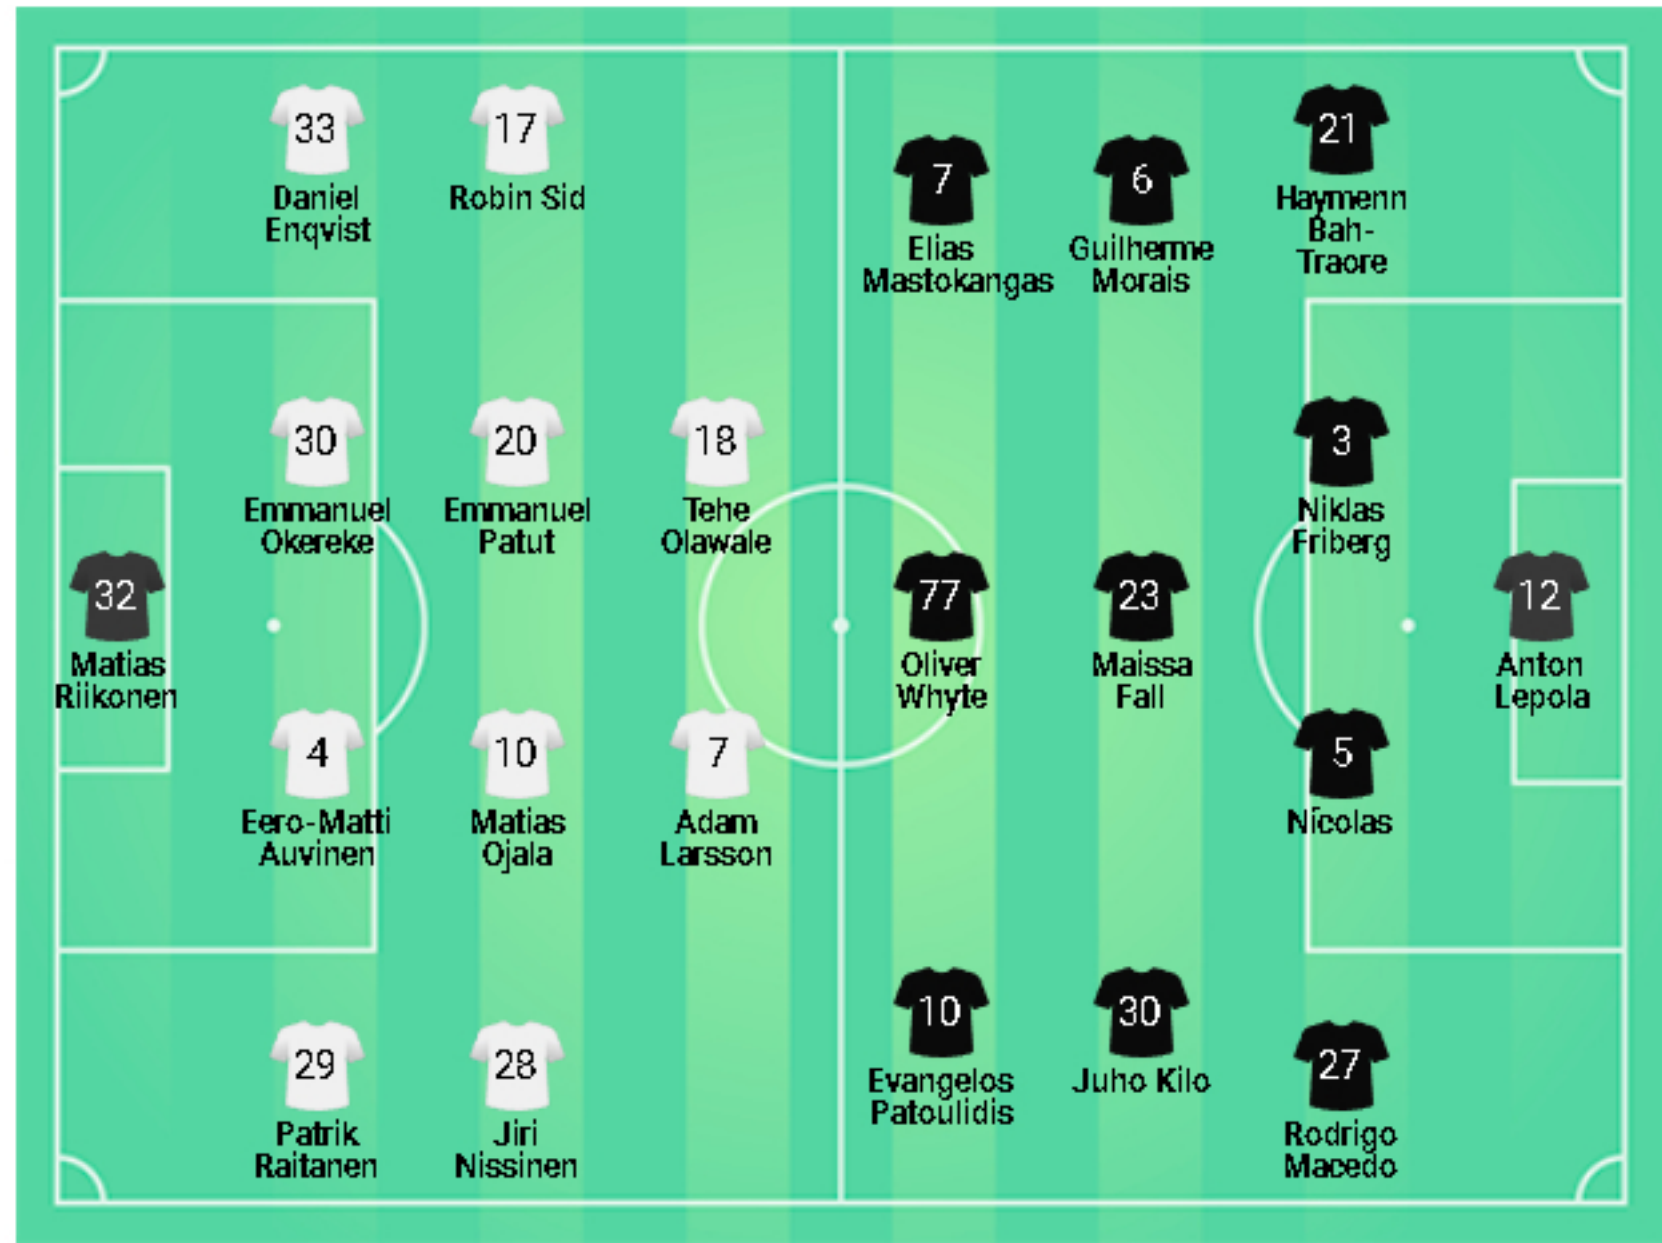 33
Daniel
Enqvist
17
Robin Sid
30
Emmanuel
Okereke
20
Emmanuel
Patut
18
Tehe
Olawale
32
Matias
Riikonen
4
Eero-Matti
Auvinen
10
Matias
Ojala
7
Adam
Larsson
29
Patrik
Raitanen
28
Jiri
Nissinen
7
Elias
Mastokangas
6
Guilherme
Morais
21
Haymenn
Bah-
Traore
3
Niklas
Friberg
77
Oliver
Whyte
23
Maissa
Fall
12
Anton
Lepola
5
Nícolas
10
Evangelos
Patoulidis
30
Juho Kilo
27
Rodrigo
Macedo